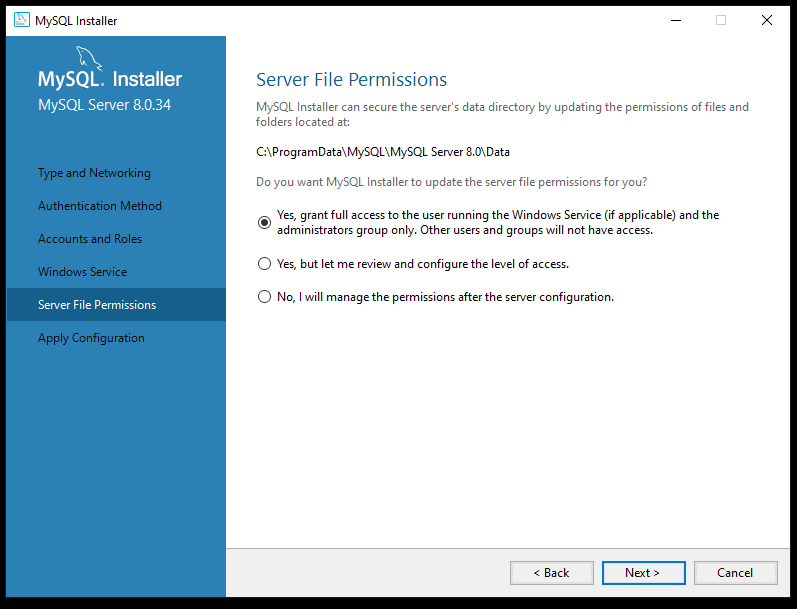 MySQL Installer
MySQL. Installer
MySQL Server 8.0.34
Type and Networking
Authentication Method
Accounts and Roles
Windows Service
Server File Permissions
Apply Configuration
Server File Permissions
MySQL Installer can secure the server's data directory by updating the permissions of files and
folders located at:
C:\ProgramData\MySQL\MySQL Server 8.0\Data
Do you want MySQL Installer to update the server file permissions for you?
Yes, grant full access to the user running the Windows Service (if applicable) and the
administrators group only. Other users and groups will not have access.
Yes, but let me review and configure the level of access.
No, I will manage the permissions after the server configuration.
< Back
Next >
Cancel